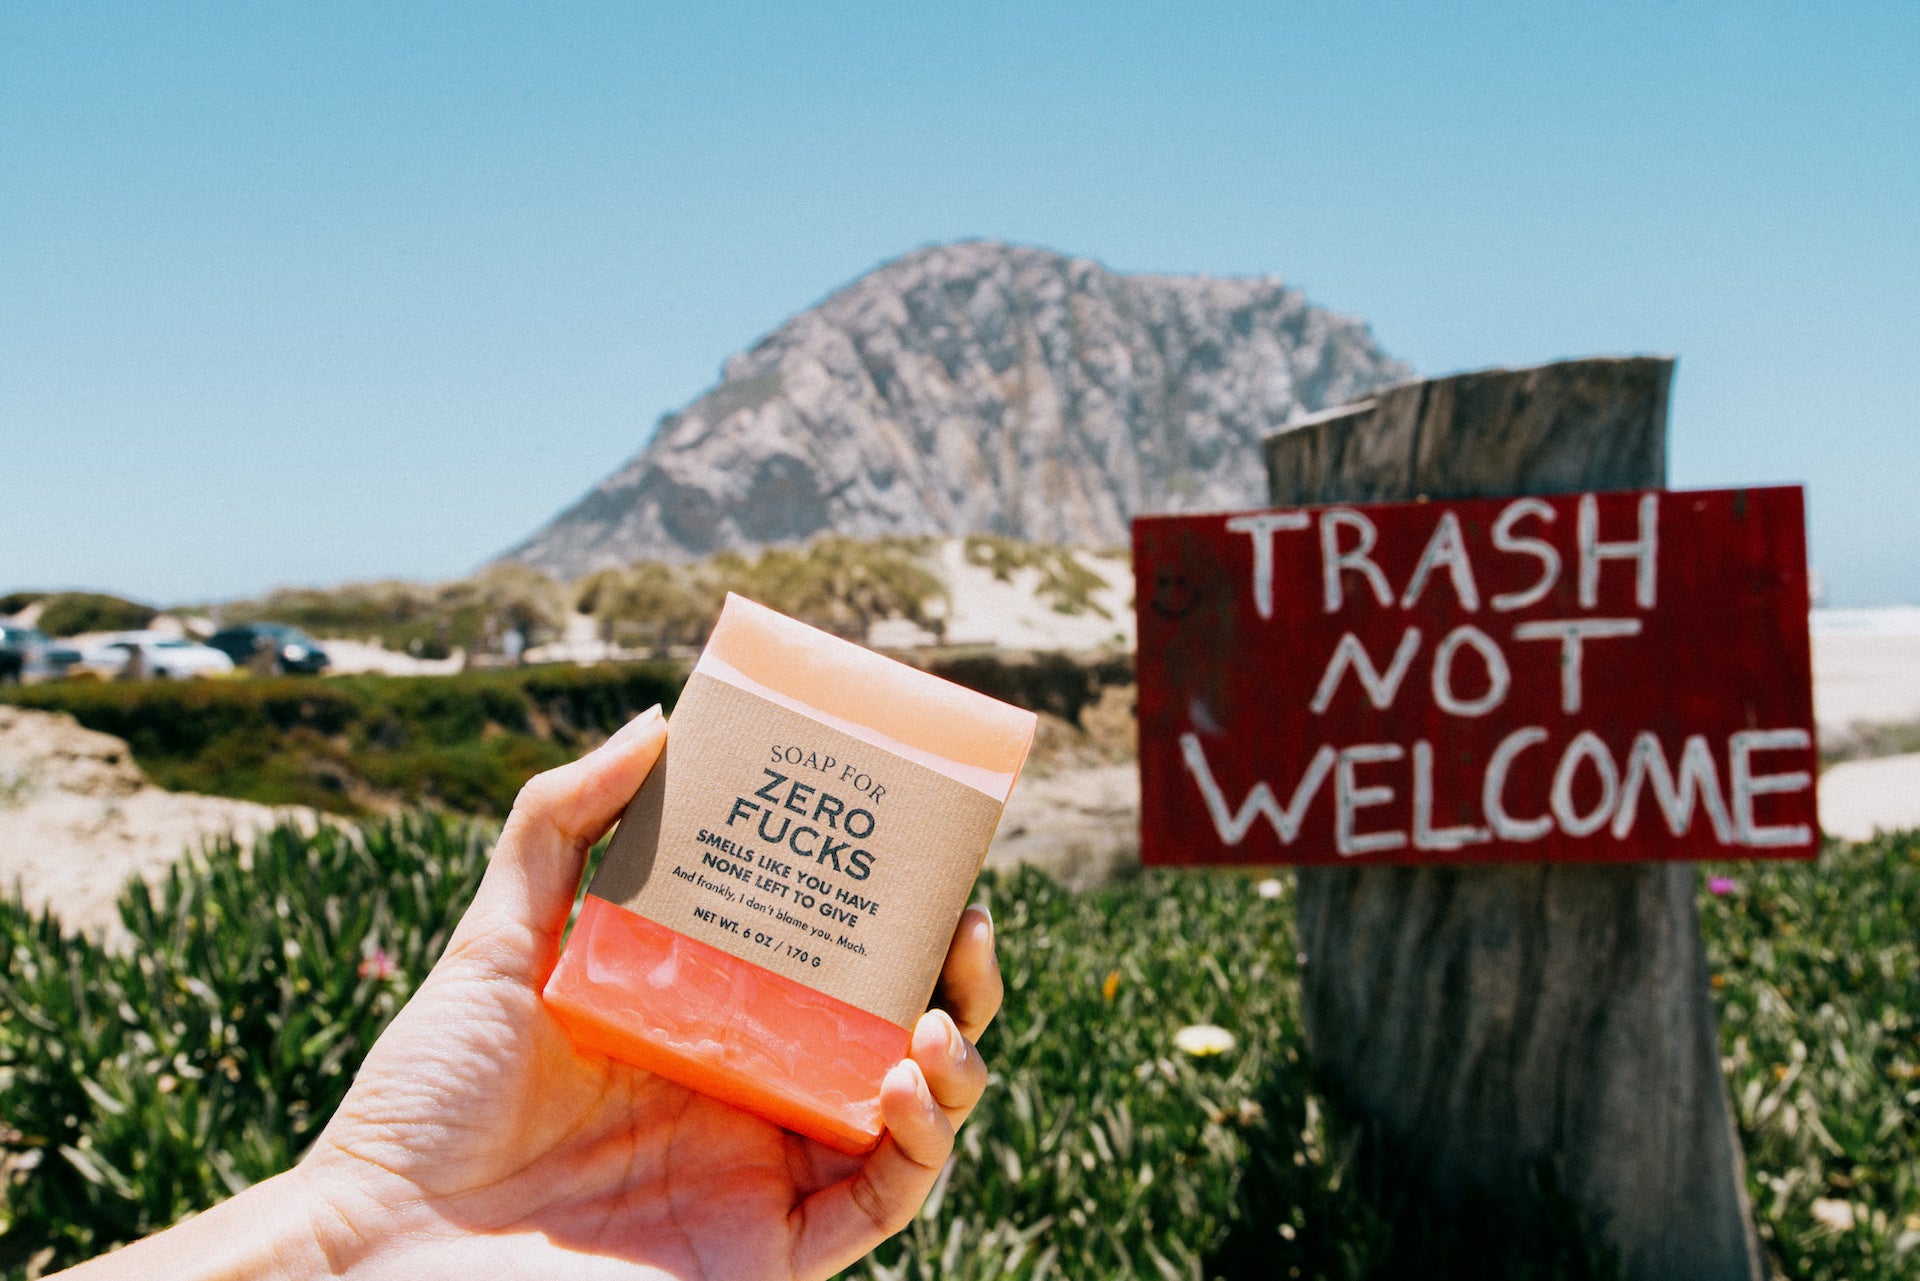 SOAP FOR
ZERO
FUCKS
SMELLS LIKE YOU HAVE
NONE LEFT TO GIVE
And frankly, I don't blame you. Much.
NET WT. 6 OZ / 170 G
TRASH
NOT
WELCOME